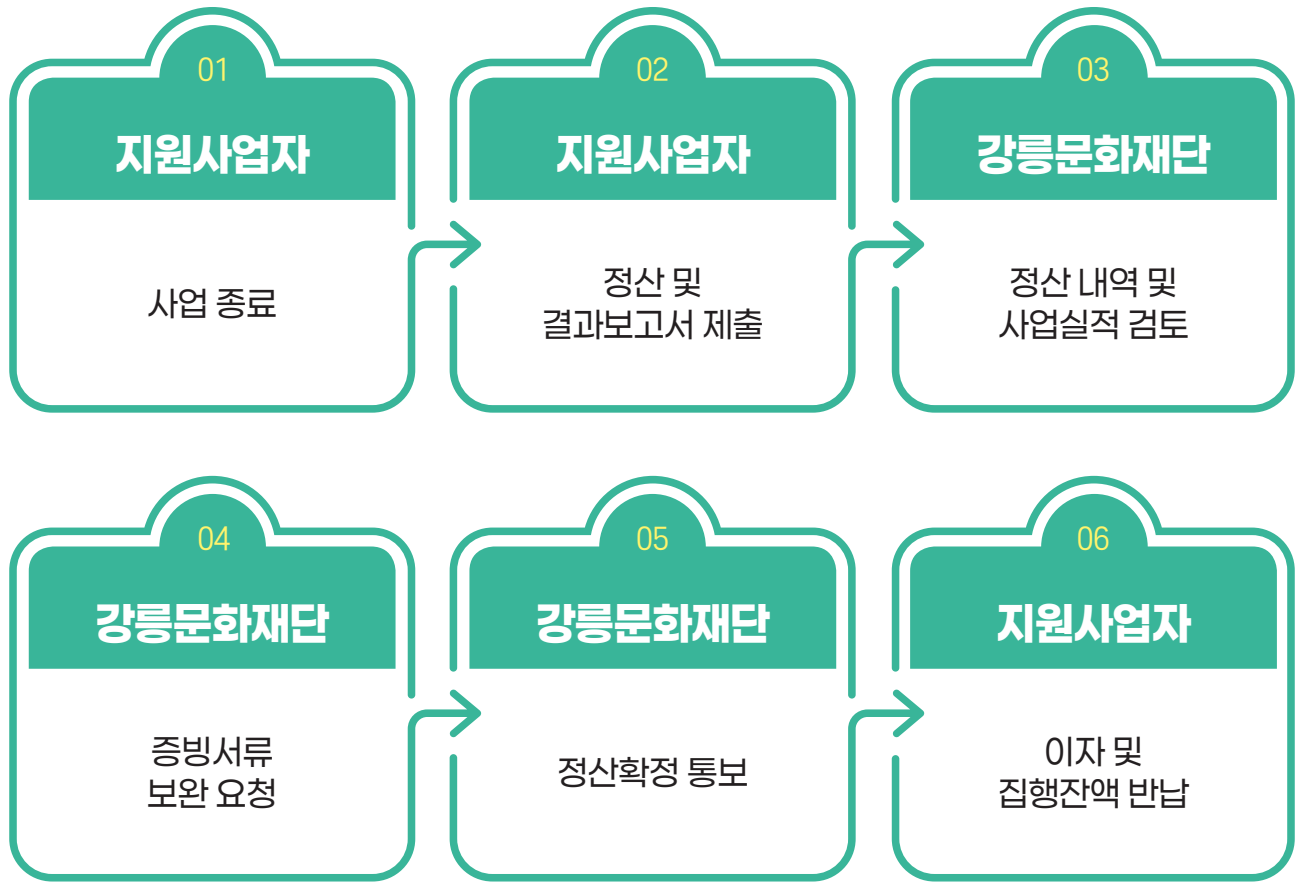 01
지원사업자
사업 종료
02
지원사업자
정산 및
결과보고서 제출
03
강릉문화재단
정산 내역 및
사업실적 검토
04
강릉문화재단
증빙서류
보완 요청
05
강릉문화재단
정산확정 통보
06
지원사업자
이자 및
집행잔액 반납